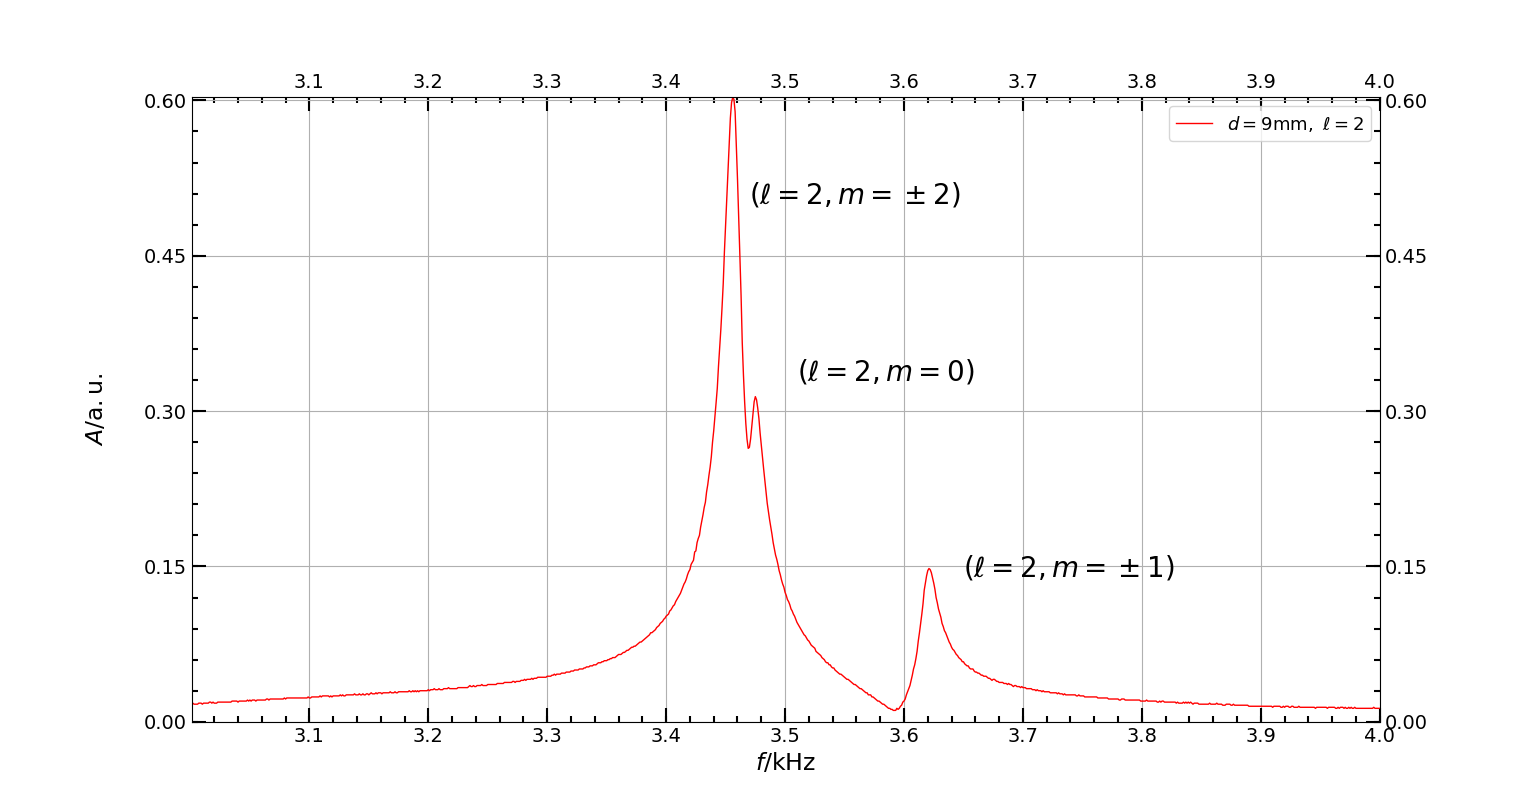 3.1 3.2 3.3 3.4 3.5 3.6 3.7 3.8 3.9 4.0
0.60 0.60
d = 9mm, ℓ = 2
(ℓ = 2, m = ±2)
0.45 0.45
(ℓ = 2, m = 0)
A/a.u.
0.30 0.30
(ℓ = 2, m = ±1)
0.15 0.15
0.00 0.00
3.1 3.2 3.3 3.4 3.5 3.6 3.7 3.8 3.9 4.0
f/kHz